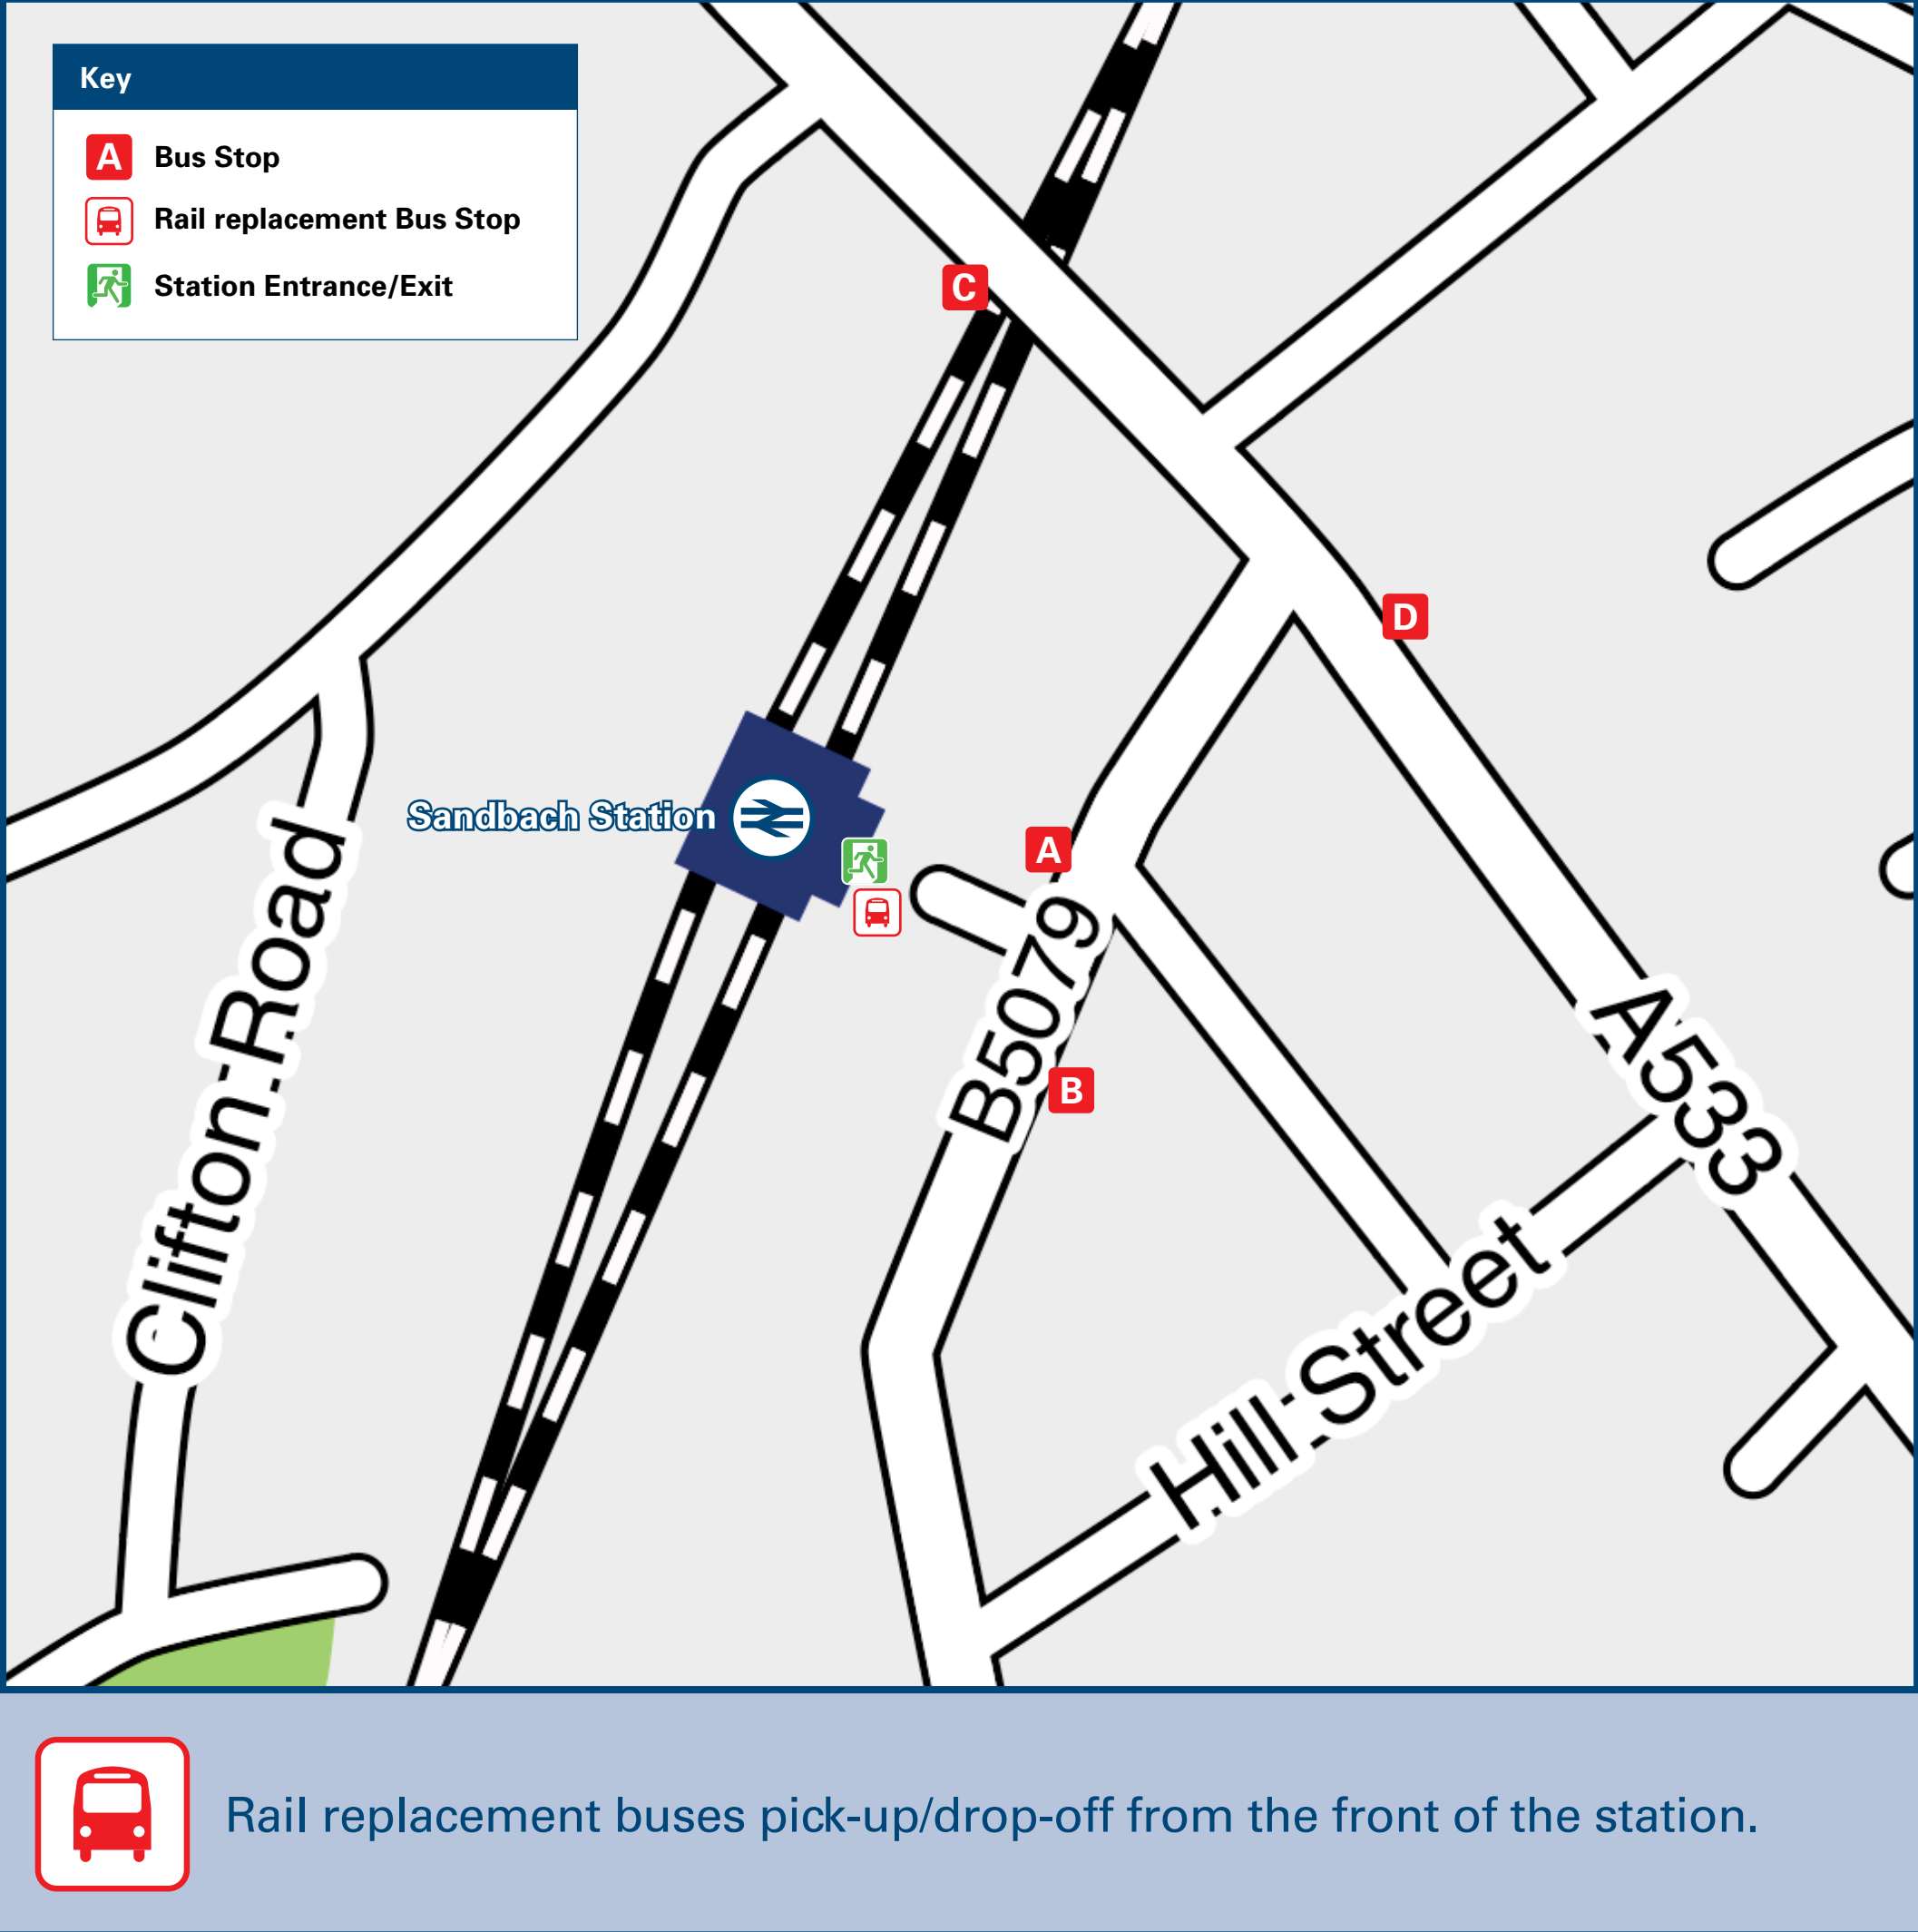 Key
A Bus Stop
Rail replacement Bus Stop
Station Entrance/Exit
C
D
Sandbach Station
A
B5079
B
Clifton Road
A533
Hill Street
Rail replacement buses pick-up/drop-off from the front of the station.